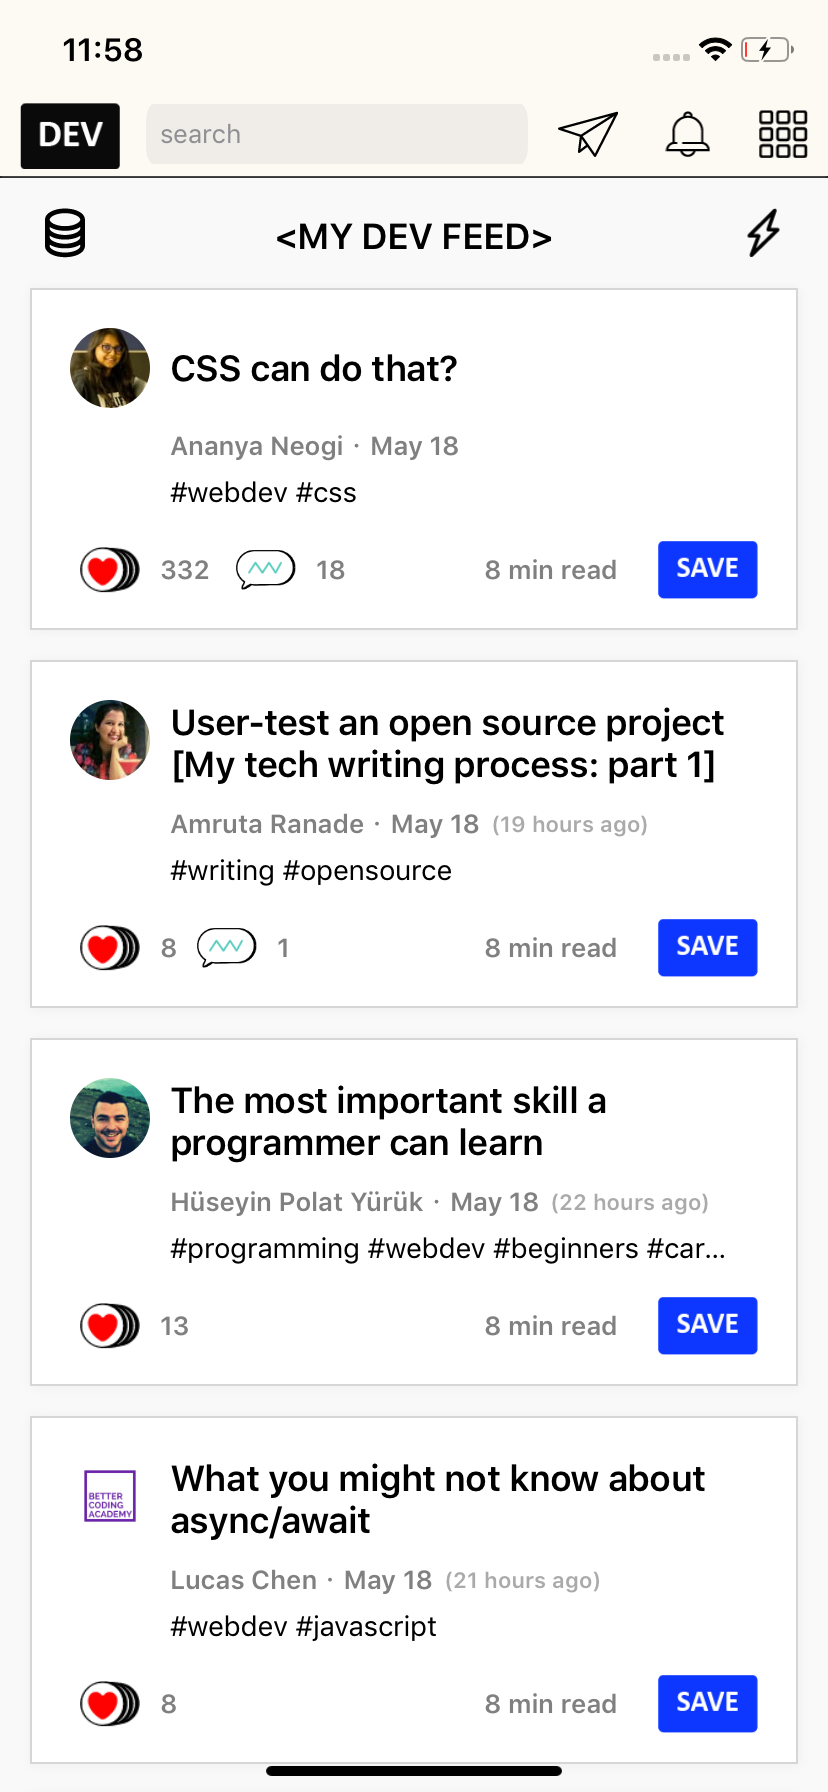 11:58
DEV
search
<MY DEV FEED>
CSS can do that?
Ananya Neogi · May 18
#webdev #css
332 18 8 min read SAVE
User-test an open source project
[My tech writing process: part 1]
Amruta Ranade · May 18 (19 hours ago)
#writing #opensource
8 1 8 min read SAVE
The most important skill a
programmer can learn
Hüseyin Polat Yürük · May 18 (22 hours ago)
#programming #webdev #beginners #car...
13 8 min read SAVE
BETTER
CODING
ACADEMY
What you might not know about
async/await
Lucas Chen · May 18 (21 hours ago)
#webdev #javascript
8 8 min read SAVE